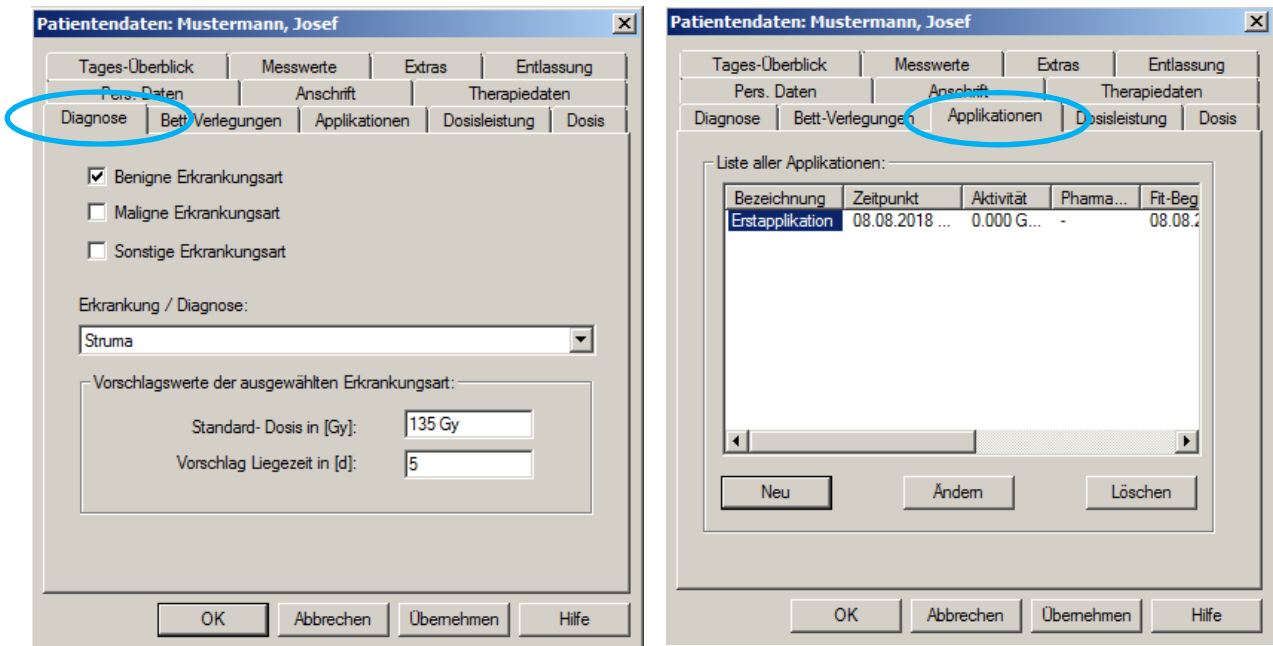 Patientendaten: Mustermann, Josef
Tages-Überblick Messwerte Extras Entlassung
Pers. Daten Anschrift Therapiedaten
Diagnose Bett-Verlegungen Applikationen Dosisleistung Dosis
Benigne Erkrankungsart
Maligne Erkrankungsart
Sonstige Erkrankungsart
Erkrankung / Diagnose:
Struma
Vorschlagswerte der ausgewählten Erkrankungsart:
Standard- Dosis in [Gy]: 135 Gy
Vorschlag Liegezeit in [d]: 5
OK Abbrechen Übernehmen Hilfe
Patientendaten: Mustermann, Josef
Tages-Überblick Messwerte Extras Entlassung
Pers. Daten Anschrift Therapiedaten
Diagnose Bett-Verlegungen Applikationen Dosisleistung Dosis
Liste aller Applikationen:
Bezeichnung Zeitpunkt Aktivität Pharma... Fit-Beg
Erstapplikation 08.08.2018 ... 0.000 G... - 08.08.2
Neu Ändern Löschen
OK Abbrechen Übernehmen Hilfe